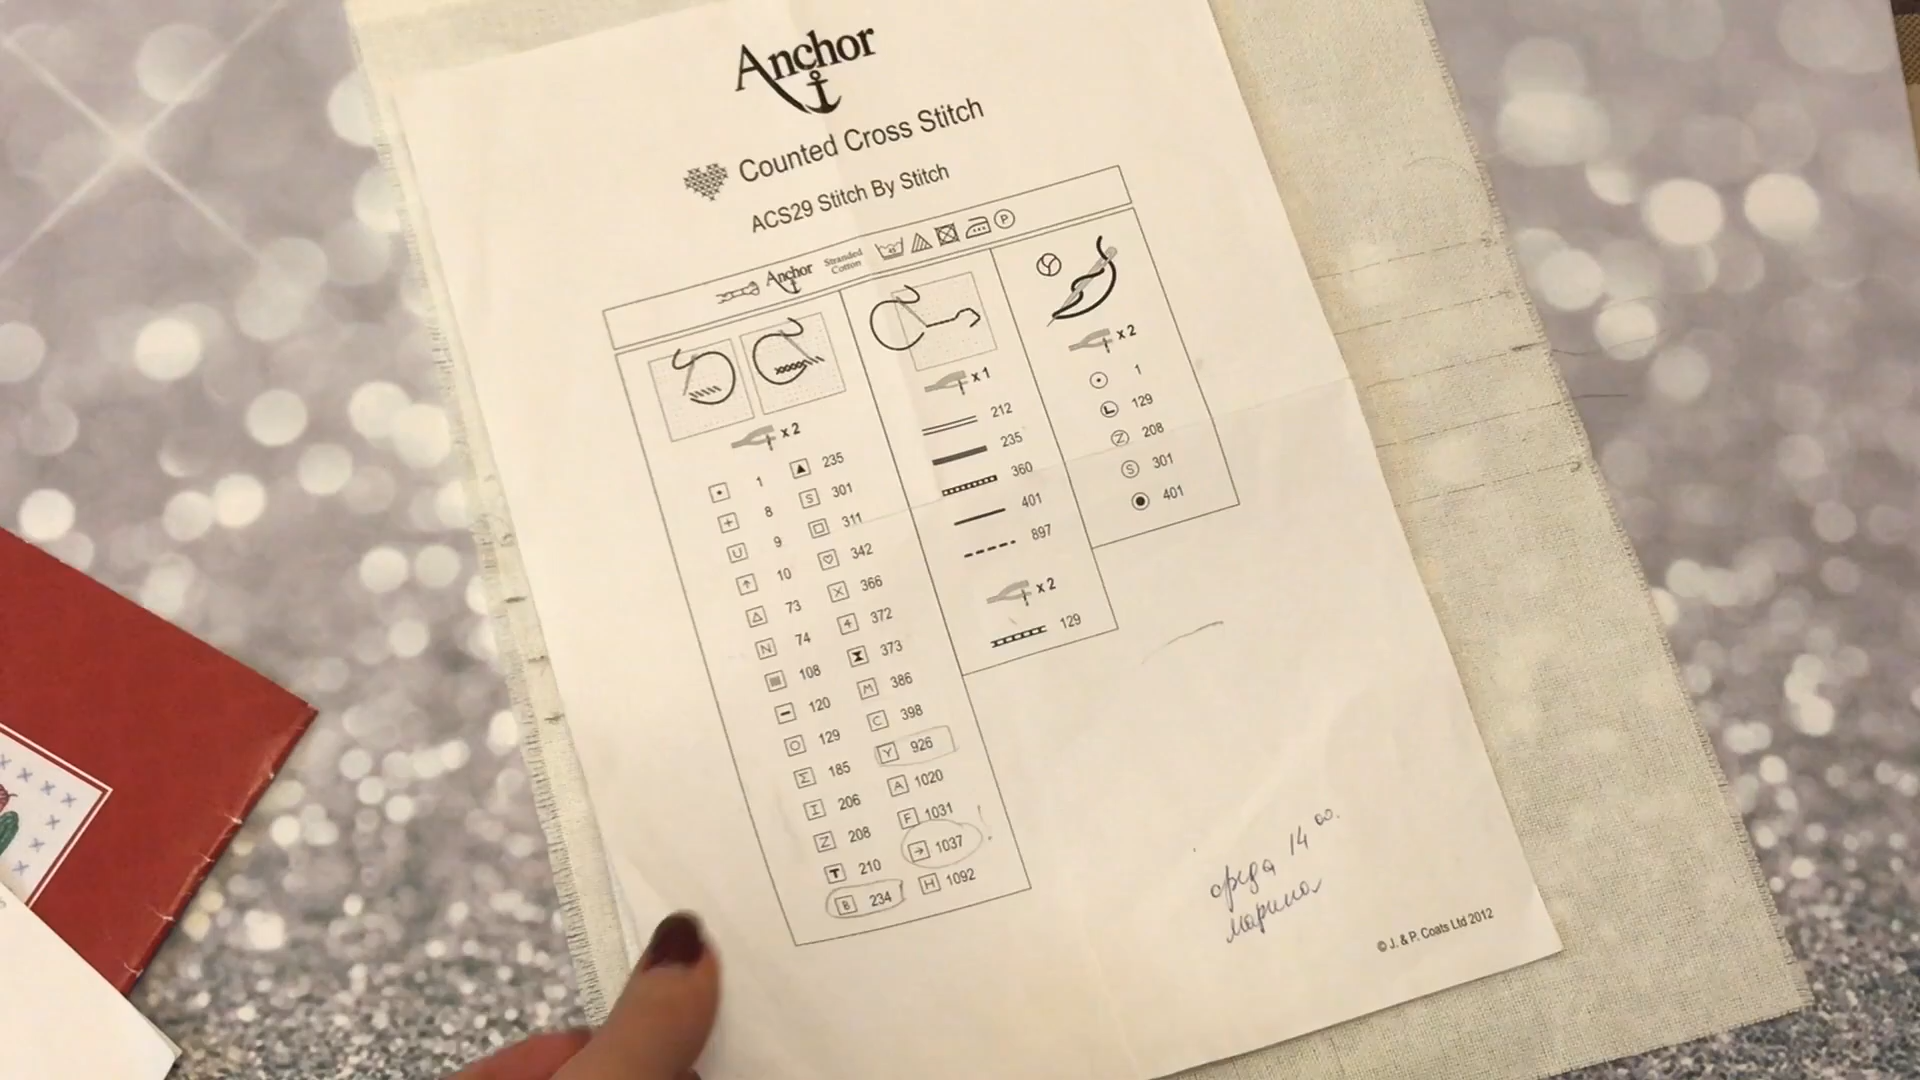 Anchor
Counted Cross Stitch
ACS29 Stitch By Stitch
Anchor Stranded Cotton 40 P
x 2
1
8
9
10
73
N 74
108
120
129
Σ 185
I 206
Z 208
T 210
B 234
235
S 301
311
342
X 366
4 372
373
M 386
C 398
Y 926
A 1020
F 1031
→ 1037 !
H 1092
x 1
212
235
360
401
897
x 2
129
x 2
1
L 129
Z 208
S 301
401
среда 14 00.
марина
© J. & P. Coats Ltd 2012